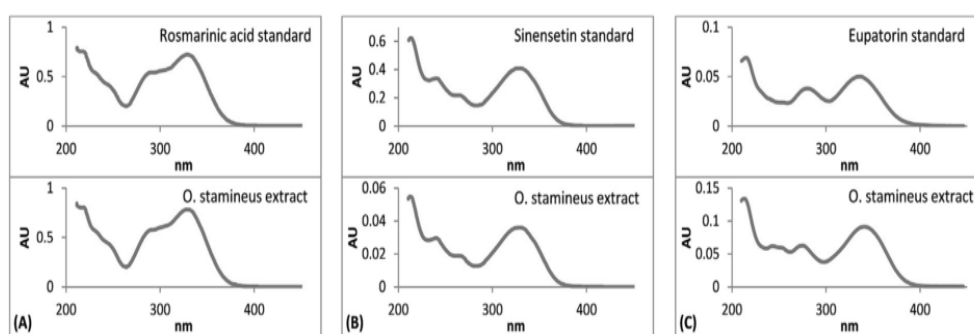 Rosmarinic acid standard
AU
1
0.5
0
200 300 400
nm
O. stamineus extract
AU
1
0.5
0
200 300 400
nm
(A)
Sinensetin standard
AU
0.6
0.4
0.2
0
200 300 400
nm
O. stamineus extract
AU
0.06
0.04
0.02
0
200 300 400
nm
(B)
Eupatorin standard
AU
0.1
0.05
0
200 300 400
nm
O. stamineus extract
AU
0.15
0.1
0.05
0
200 300 400
nm
(C)